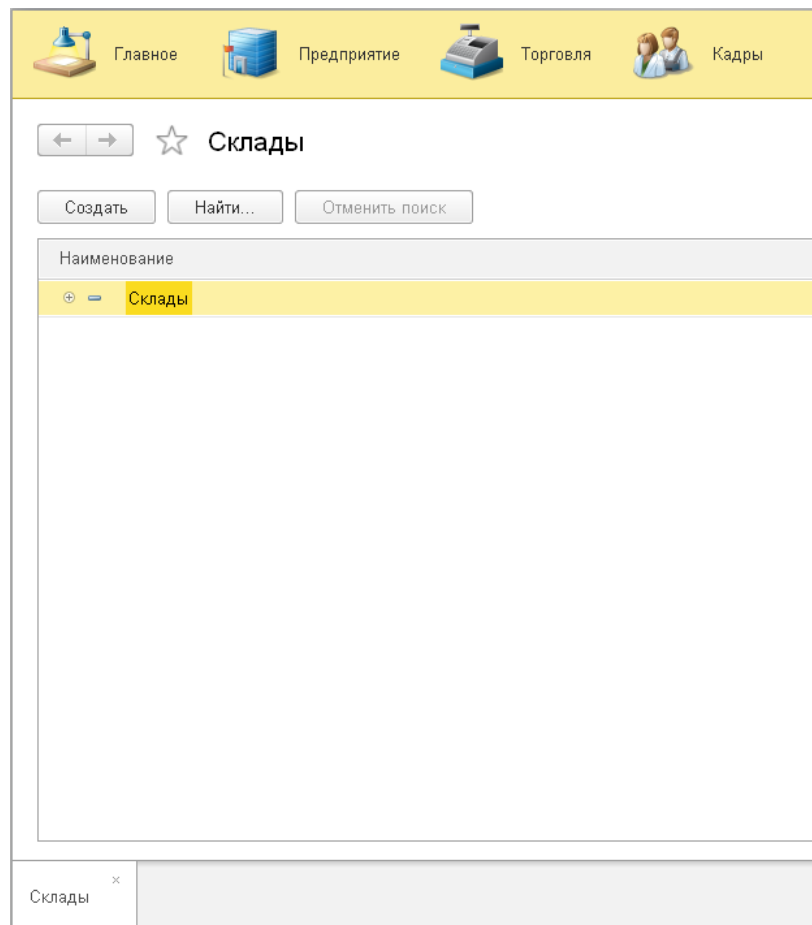 Главное Предприятие Торговля Кадры
Склады
Создать Найти... Отменить поиск
Наименование
Склады
Склады